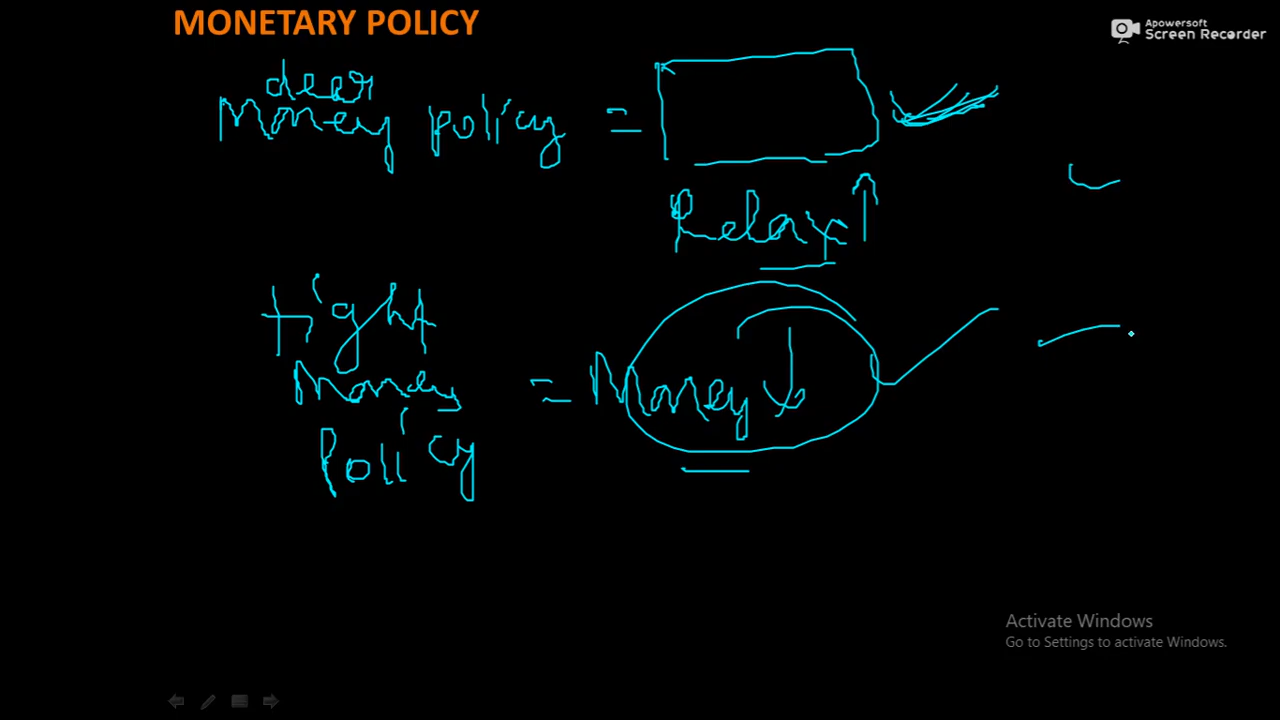 MONETARY POLICY
Apowersoft
Screen Recorder
dear
Money policy =
Relax ↑
tight
Money = Money ↓
Policy
Activate Windows
Go to Settings to activate Windows.